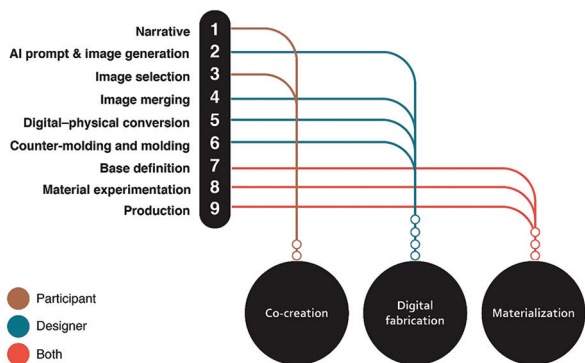 Narrative 1
AI prompt & image generation 2
Image selection 3
Image merging 4
Digital–physical conversion 5
Counter-molding and molding 6
Base definition 7
Material experimentation 8
Production 9
Co-creation
Digital
fabrication
Materialization
Participant
Designer
Both